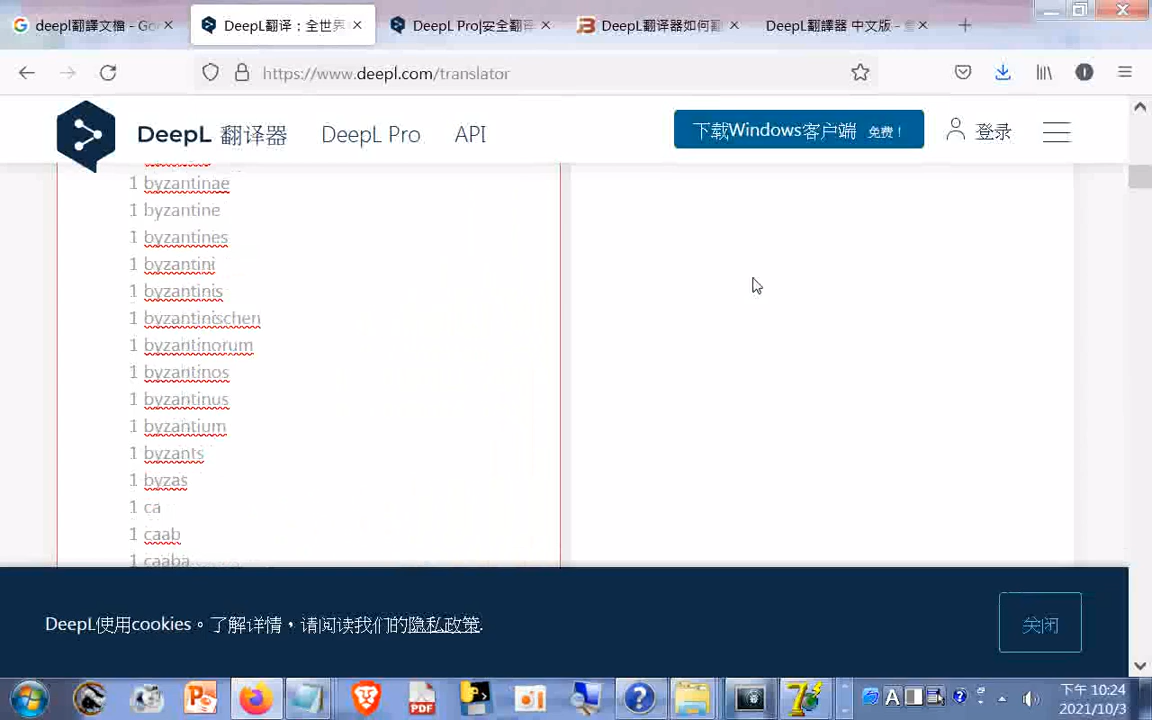 deepl翻譯文檔 - Go
DeepL翻译：全世界
DeepL Pro|安全翻译
DeepL翻译器如何翻
DeepL翻譯器 中文版 -
https://www.deepl.com/translator
DeepL 翻译器 DeepL Pro API 下载Windows客户端 免费！ 登录
1 byzantinae
1 byzantine
1 byzantines
1 byzantini
1 byzantinis
1 byzantinischen
1 byzantinorum
1 byzantinos
1 byzantinus
1 byzantium
1 byzants
1 byzas
1 ca
1 caab
1 caaba
DeepL使用cookies。了解详情，请阅读我们的隐私政策.
关闭
下午 10:24
2021/10/3